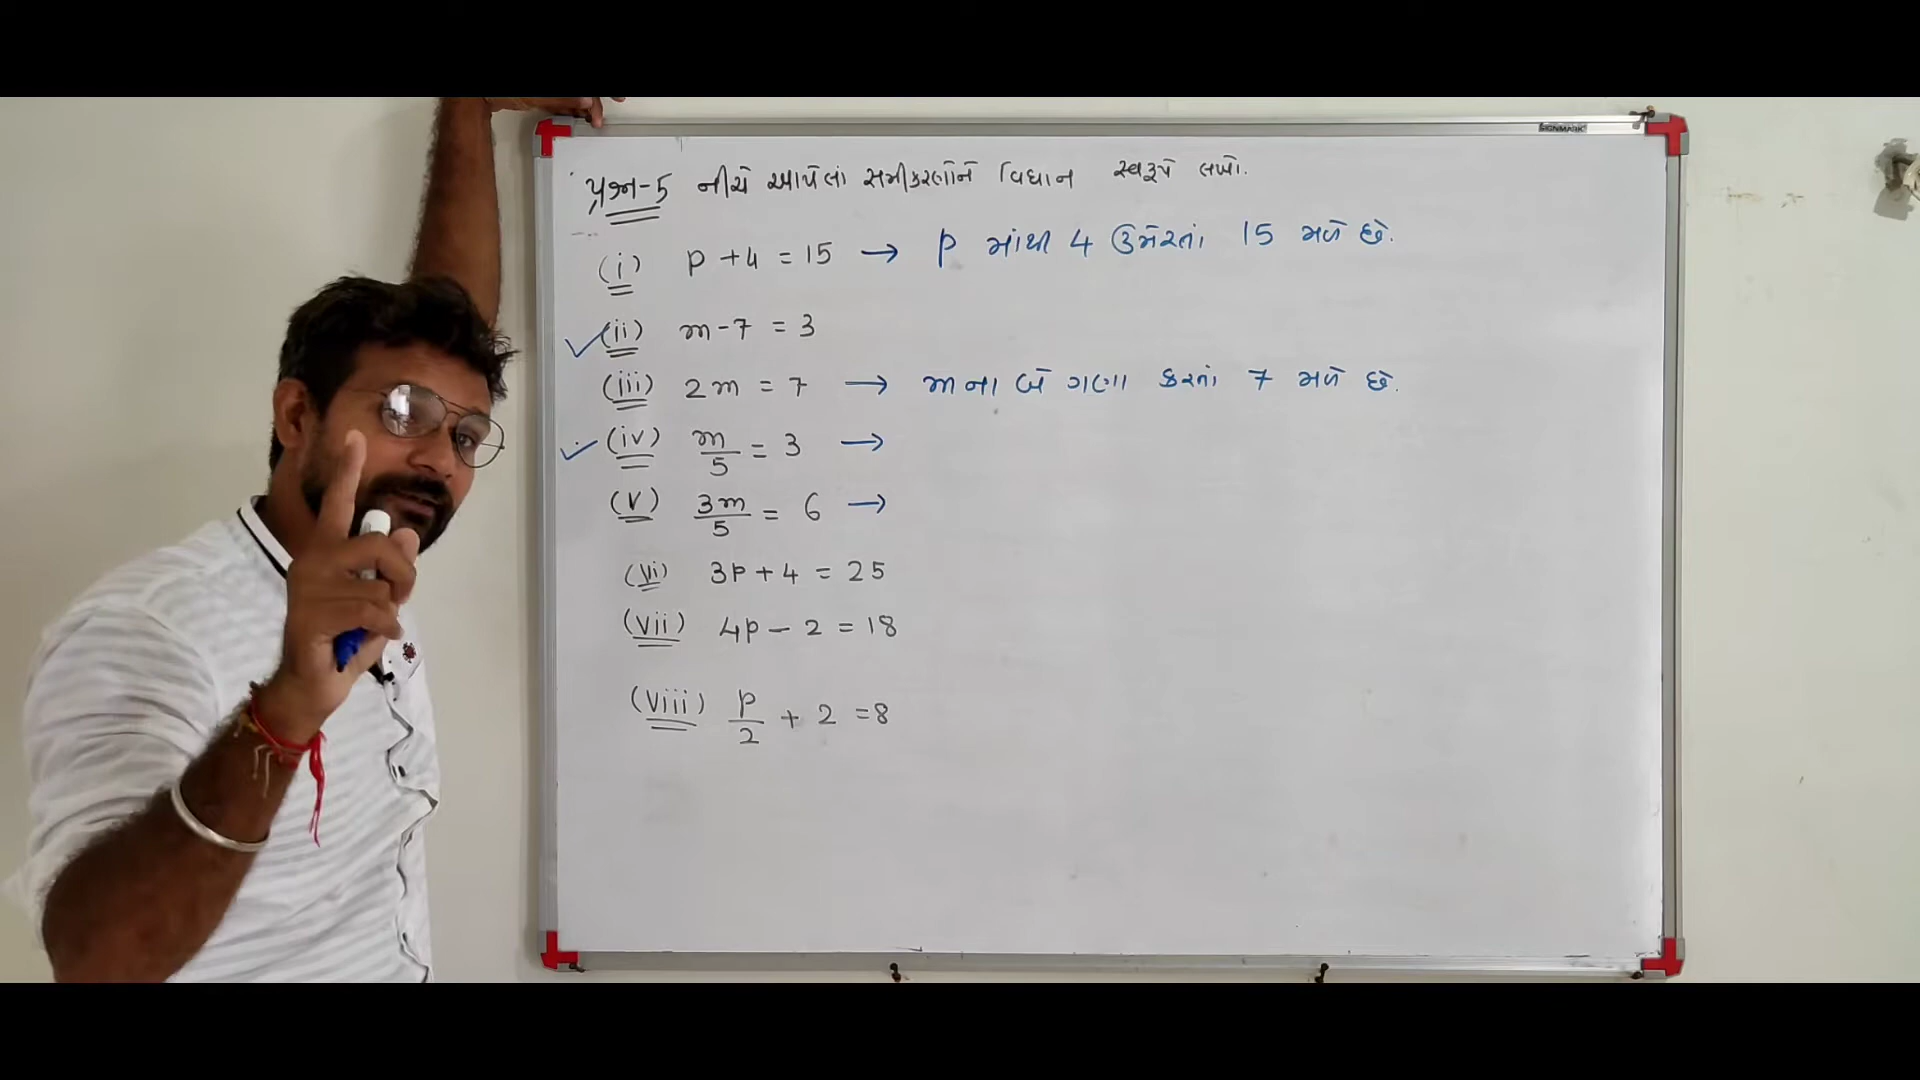 SIGNMARK
પ્રશ્ન-5 નીચે આપેલાં સમીકરણોને વિધાન સ્વરૂપે લખો.
(i) p + 4 = 15 → p માંથી 4 ઉમેરતાં 15 મળે છે.
(ii) m - 7 = 3
(iii) 2m = 7 → m ના બે ગણા કરતાં 7 મળે છે.
(iv) m/5 = 3 →
(v) 3m/5 = 6 →
(vi) 3p + 4 = 25
(vii) 4p - 2 = 18
(viii) p/2 + 2 = 8